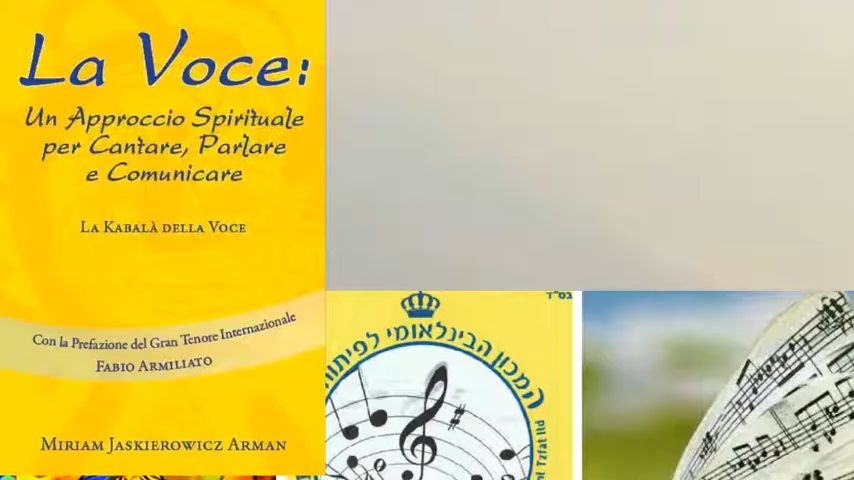 La Voce:
Un Approccio Spirituale
per Cantare, Parlare
e Comunicare
La Kabalà della Voce
Con la Prefazione del Gran Tenore Internazionale
Fabio Armiliato
Miriam Jaskierowicz Arman
בס"ד
המכון הבינלאומי לפיתוח
Tzfat